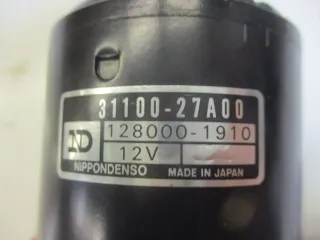 31100-27A00
ND 128000-1910
12V
NIPPONDENSO MADE IN JAPAN